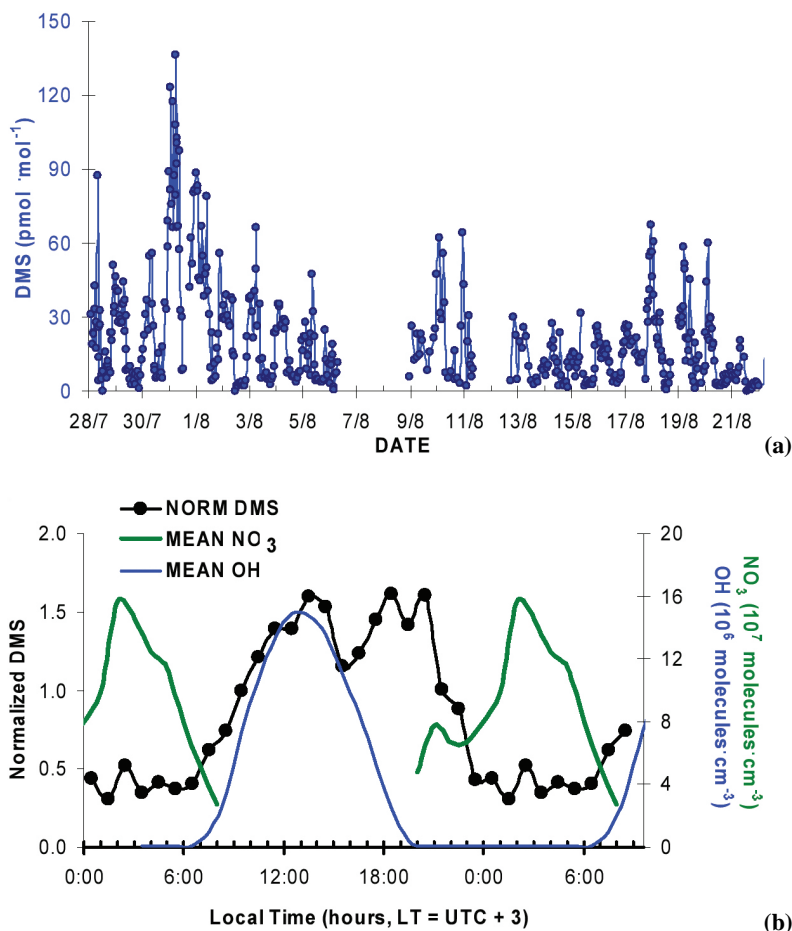 150
120
90
60
30
0
DMS (pmol mol⁻¹)
28/7 30/7 1/8 3/8 5/8 7/8 9/8 11/8 13/8 15/8 17/8 19/8 21/8
DATE
(a)
NORM DMS
MEAN NO₃
MEAN OH
2.0
1.5
1.0
0.5
0.0
Normalized DMS
20
16
12
8
4
0
NO₃ (10⁷ molecules·cm⁻³)
OH (10⁶ molecules·cm⁻³)
0:00 6:00 12:00 18:00 0:00 6:00
Local Time (hours, LT = UTC + 3)
(b)